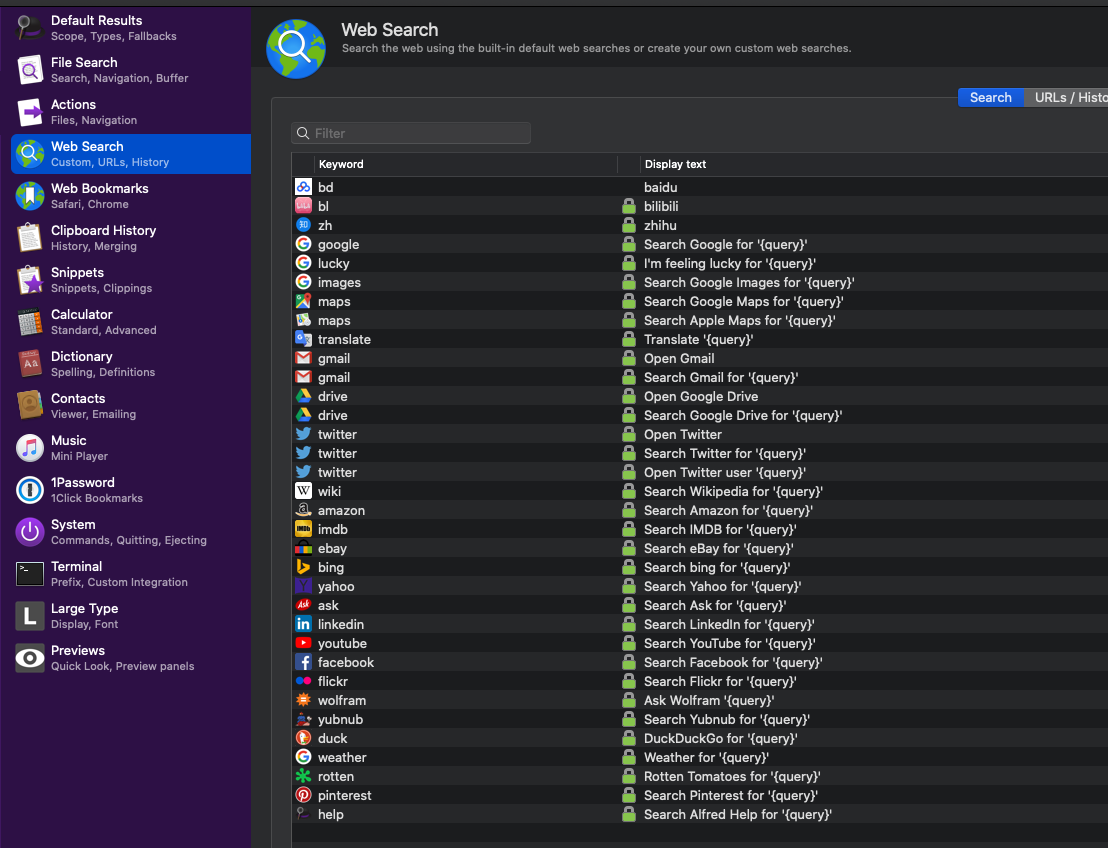 Default Results
Scope, Types, Fallbacks
File Search
Search, Navigation, Buffer
Actions
Files, Navigation
Web Search
Custom, URLs, History
Web Bookmarks
Safari, Chrome
Clipboard History
History, Merging
Snippets
Snippets, Clippings
Calculator
Standard, Advanced
Dictionary
Spelling, Definitions
Contacts
Viewer, Emailing
Music
Mini Player
1Password
1Click Bookmarks
System
Commands, Quitting, Ejecting
Terminal
Prefix, Custom Integration
Large Type
Display, Font
Previews
Quick Look, Preview panels
Web Search
Search the web using the built-in default web searches or create your own custom web searches.
Search URLs / Histo
Filter
Keyword Display text
bd baidu
bl bilibili
zh zhihu
google Search Google for '{query}'
lucky I'm feeling lucky for '{query}'
images Search Google Images for '{query}'
maps Search Google Maps for '{query}'
maps Search Apple Maps for '{query}'
translate Translate '{query}'
gmail Open Gmail
gmail Search Gmail for '{query}'
drive Open Google Drive
drive Search Google Drive for '{query}'
twitter Open Twitter
twitter Search Twitter for '{query}'
twitter Open Twitter user '{query}'
wiki Search Wikipedia for '{query}'
amazon Search Amazon for '{query}'
imdb Search IMDB for '{query}'
ebay Search eBay for '{query}'
bing Search bing for '{query}'
yahoo Search Yahoo for '{query}'
ask Search Ask for '{query}'
linkedin Search LinkedIn for '{query}'
youtube Search YouTube for '{query}'
facebook Search Facebook for '{query}'
flickr Search Flickr for '{query}'
wolfram Ask Wolfram '{query}'
yubnub Search Yubnub for '{query}'
duck DuckDuckGo for '{query}'
weather Weather for '{query}'
rotten Rotten Tomatoes for '{query}'
pinterest Search Pinterest for '{query}'
help Search Alfred Help for '{query}'